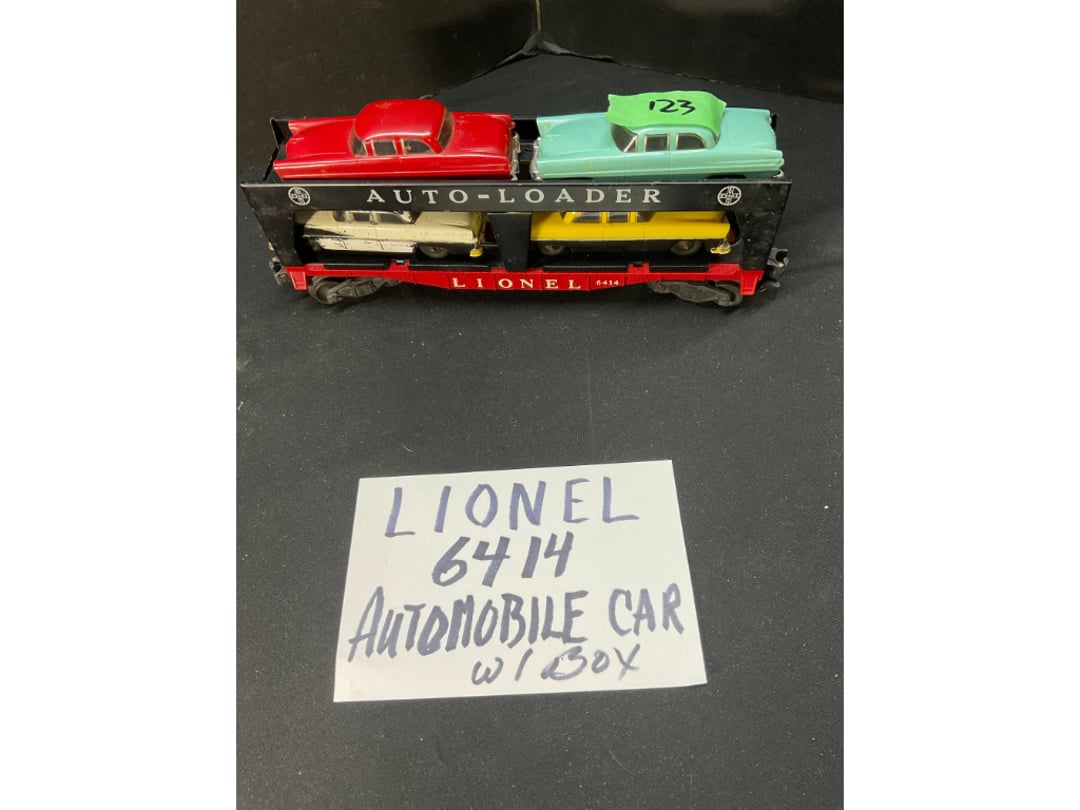 123
AUTO-LOADER
LIONEL 6414
LIONEL
6414
AUTOMOBILE CAR
w/ Box